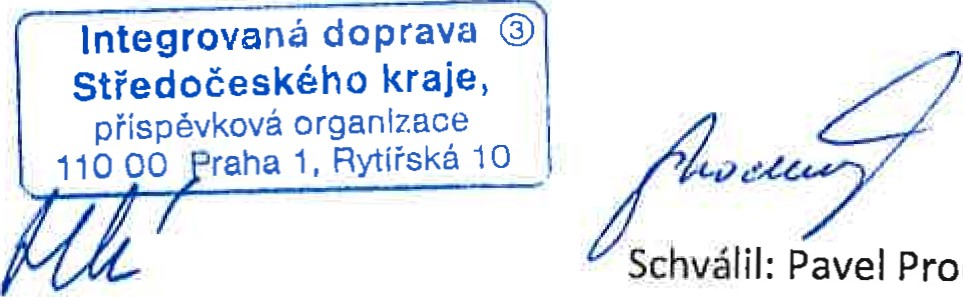 Integrovaná doprava ③
Středočeského kraje,
příspěvková organizace
110 00 Praha 1, Rytířská 10
Schválil: Pavel Pro